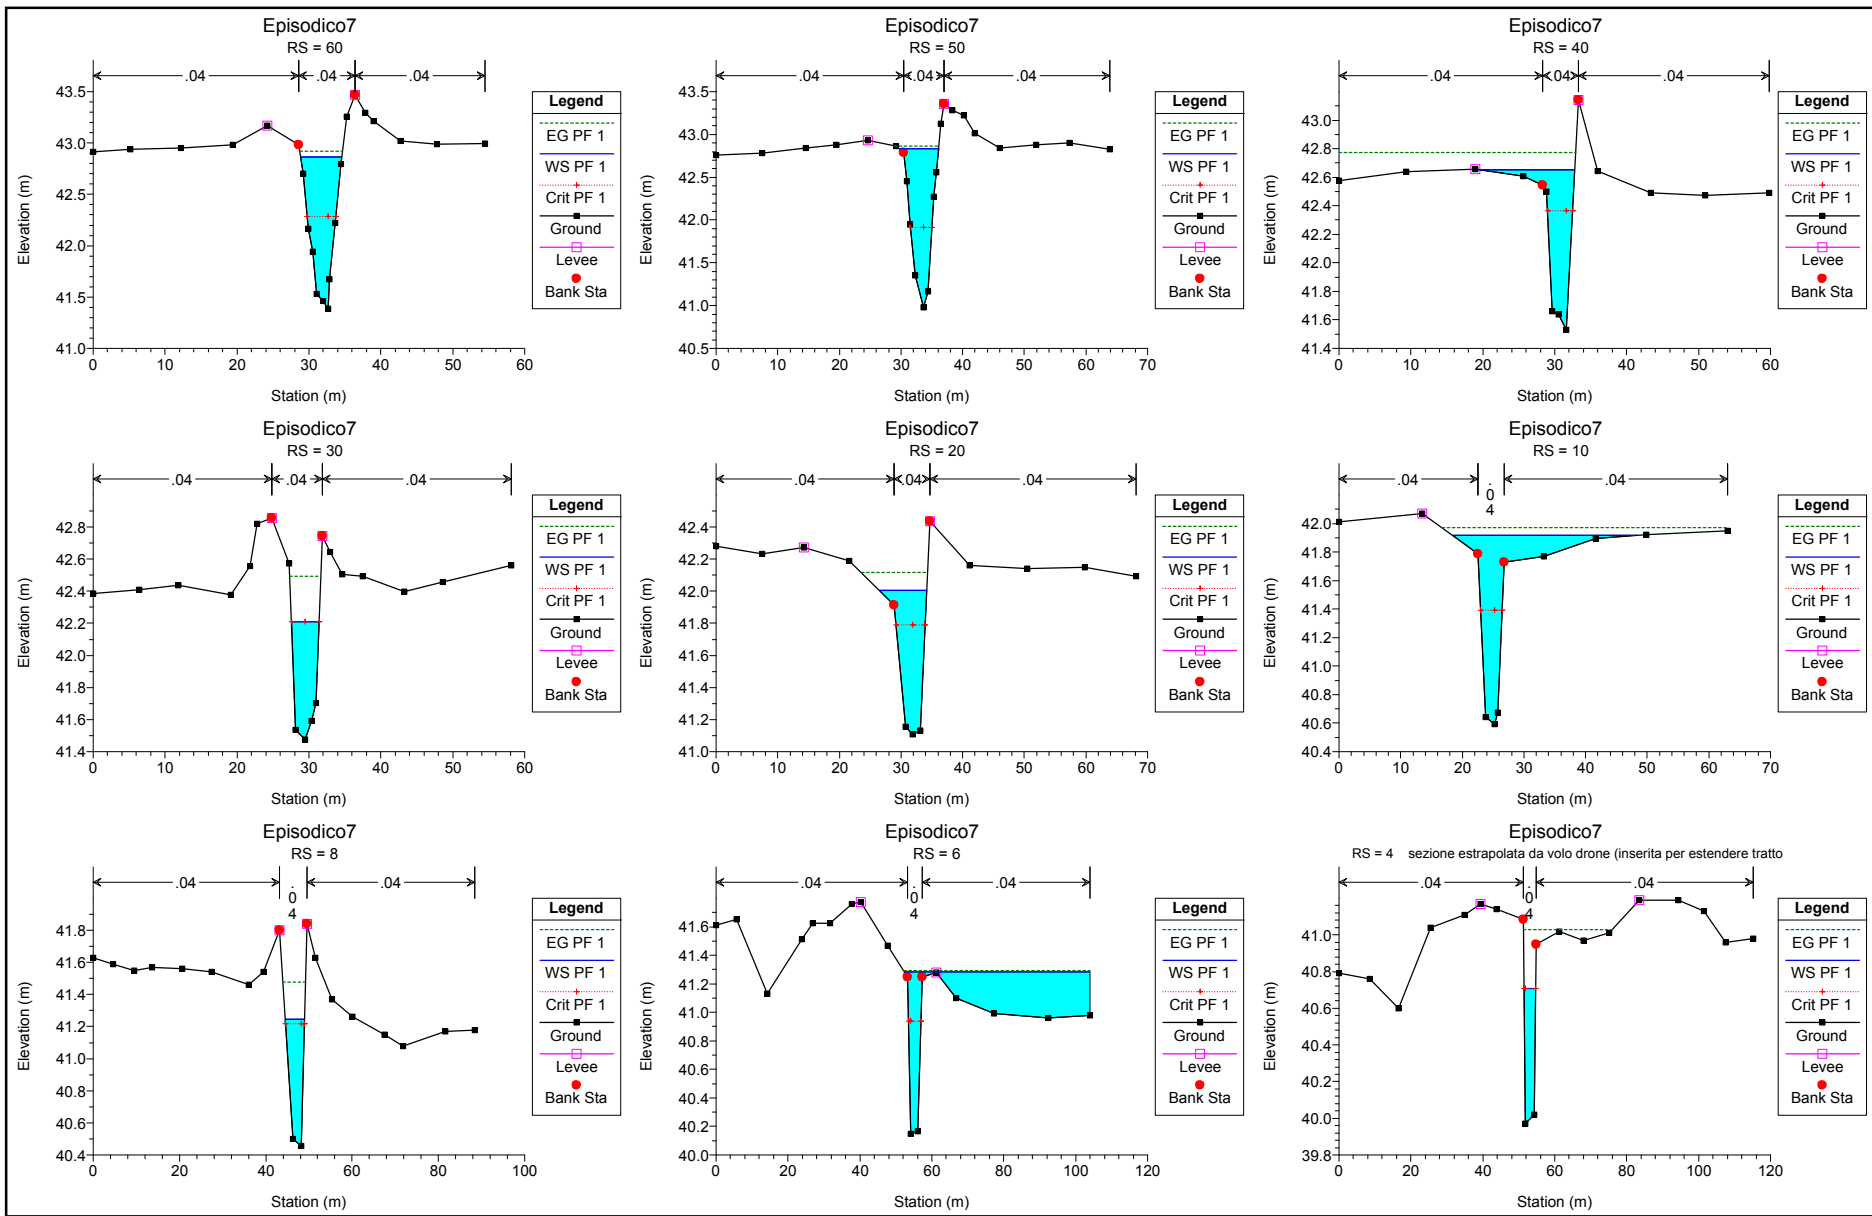 Episodico7
RS = 60
.04 .04 .04
43.5
43.0
42.5
42.0
41.5
41.0
Elevation (m)
0 10 20 30 40 50 60
Station (m)
Legend
EG PF 1
WS PF 1
Crit PF 1
Ground
Levee
Bank Sta
Episodico7
RS = 50
.04 .04 .04
43.5
43.0
42.5
42.0
41.5
41.0
40.5
Elevation (m)
0 10 20 30 40 50 60 70
Station (m)
Legend
EG PF 1
WS PF 1
Crit PF 1
Ground
Levee
Bank Sta
Episodico7
RS = 40
.04 .04 .04
43.0
42.8
42.6
42.4
42.2
42.0
41.8
41.6
41.4
Elevation (m)
0 10 20 30 40 50 60
Station (m)
Legend
EG PF 1
WS PF 1
Crit PF 1
Ground
Levee
Bank Sta
Episodico7
RS = 30
.04 .04 .04
42.8
42.6
42.4
42.2
42.0
41.8
41.6
41.4
Elevation (m)
0 10 20 30 40 50 60
Station (m)
Legend
EG PF 1
WS PF 1
Crit PF 1
Ground
Levee
Bank Sta
Episodico7
RS = 20
.04 .04 .04
42.4
42.2
42.0
41.8
41.6
41.4
41.2
41.0
Elevation (m)
0 10 20 30 40 50 60 70
Station (m)
Legend
EG PF 1
WS PF 1
Crit PF 1
Ground
Levee
Bank Sta
Episodico7
RS = 10
.04 .04 .04
42.0
41.8
41.6
41.4
41.2
41.0
40.8
40.6
40.4
Elevation (m)
0 10 20 30 40 50 60 70
Station (m)
Legend
EG PF 1
WS PF 1
Crit PF 1
Ground
Levee
Bank Sta
Episodico7
RS = 8
.04 .04 .04
41.8
41.6
41.4
41.2
41.0
40.8
40.6
40.4
Elevation (m)
0 20 40 60 80 100
Station (m)
Legend
EG PF 1
WS PF 1
Crit PF 1
Ground
Levee
Bank Sta
Episodico7
RS = 6
.04 .04 .04
41.6
41.4
41.2
41.0
40.8
40.6
40.4
40.2
40.0
Elevation (m)
0 20 40 60 80 100 120
Station (m)
Legend
EG PF 1
WS PF 1
Crit PF 1
Ground
Levee
Bank Sta
Episodico7
RS = 4 sezione estrapolata da volo drone (inserita per estendere tratto
.04 .04 .04
41.0
40.8
40.6
40.4
40.2
40.0
39.8
Elevation (m)
0 20 40 60 80 100 120
Station (m)
Legend
EG PF 1
WS PF 1
Crit PF 1
Ground
Levee
Bank Sta